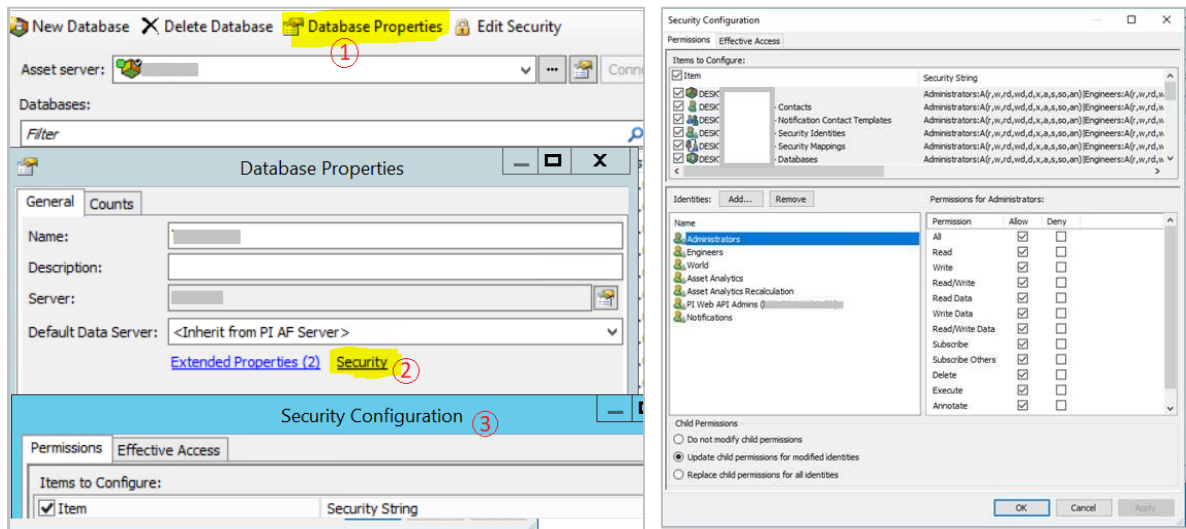 New Database Delete Database Database Properties Edit Security
1
Asset server:
Databases:
Filter
Database Properties
General Counts
Name:
Description:
Server:
Default Data Server: <Inherit from PI AF Server>
Extended Properties (2) Security
2
Security Configuration 3
Permissions Effective Access
Items to Configure:
Item Security String
Security Configuration
Permissions Effective Access
Items to Configure:
Item Security String
DESK Administrators:A(r,w,rd,wd,d,x,a,s,so,an)|Engineers:A(r,w,rd,w
DESK - Contacts Administrators:A(r,w,rd,wd,d,x,a,s,so,an)|Engineers:A(r,w,rd,w
DESK - Notification Contact Templates Administrators:A(r,w,rd,wd,d,x,a,s,so,an)|Engineers:A(r,w,rd,w
DESK - Security Identities Administrators:A(r,w,rd,wd,d,x,a,s,so,an)|Engineers:A(r,w,rd,w
DESK - Security Mappings Administrators:A(r,w,rd,wd,d,x,a,s,so,an)|Engineers:A(r,w,rd,w
DESK - Databases Administrators:A(r,w,rd,wd,d,x,a,s,so,an)|Engineers:A(r,w,rd,w
Identities: Add... Remove
Name
Administrators
Engineers
World
Asset Analytics
Asset Analytics Recalculation
PI Web API Admins
Notifications
Permissions for Administrators:
Permission Allow Deny
All
Read
Write
Read/Write
Read Data
Write Data
Read/Write Data
Subscribe
Subscribe Others
Delete
Execute
Annotate
Child Permissions
Do not modify child permissions
Update child permissions for modified identities
Replace child permissions for all identities
OK Cancel Apply